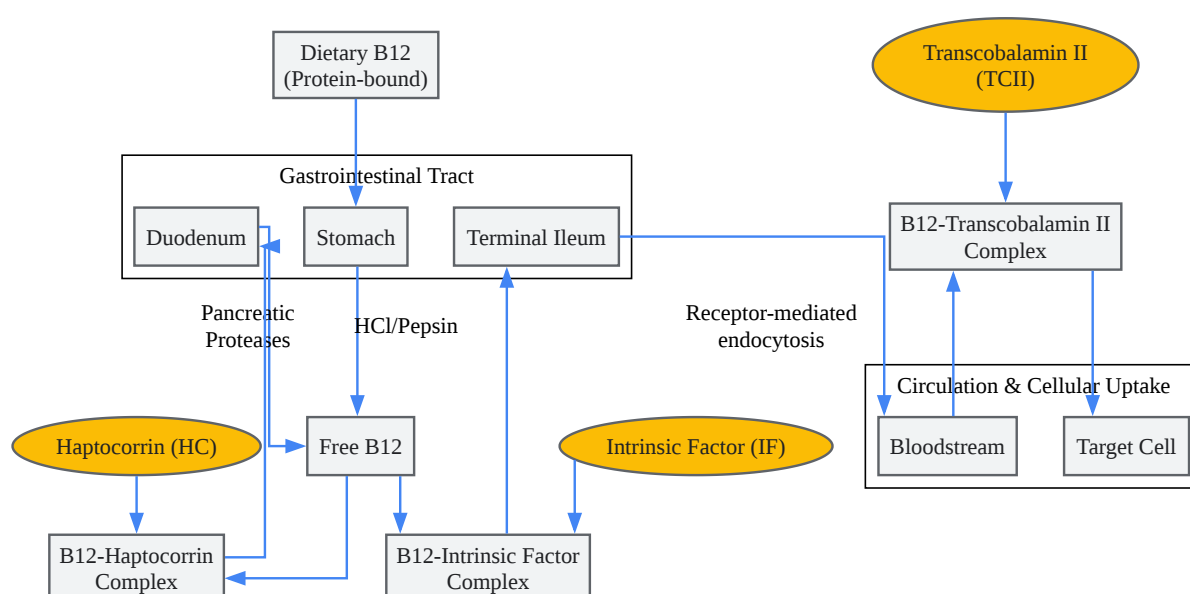 Dietary B12
(Protein-bound)
Transcobalamin II
(TCII)
Gastrointestinal Tract
Duodenum
Stomach
Terminal Ileum
B12-Transcobalamin II
Complex
Pancreatic
Proteases
HCl/Pepsin
Receptor-mediated
endocytosis
Circulation & Cellular Uptake
Haptocorrin (HC)
Free B12
Intrinsic Factor (IF)
Bloodstream
Target Cell
B12-Haptocorrin
Complex
B12-Intrinsic Factor
Complex